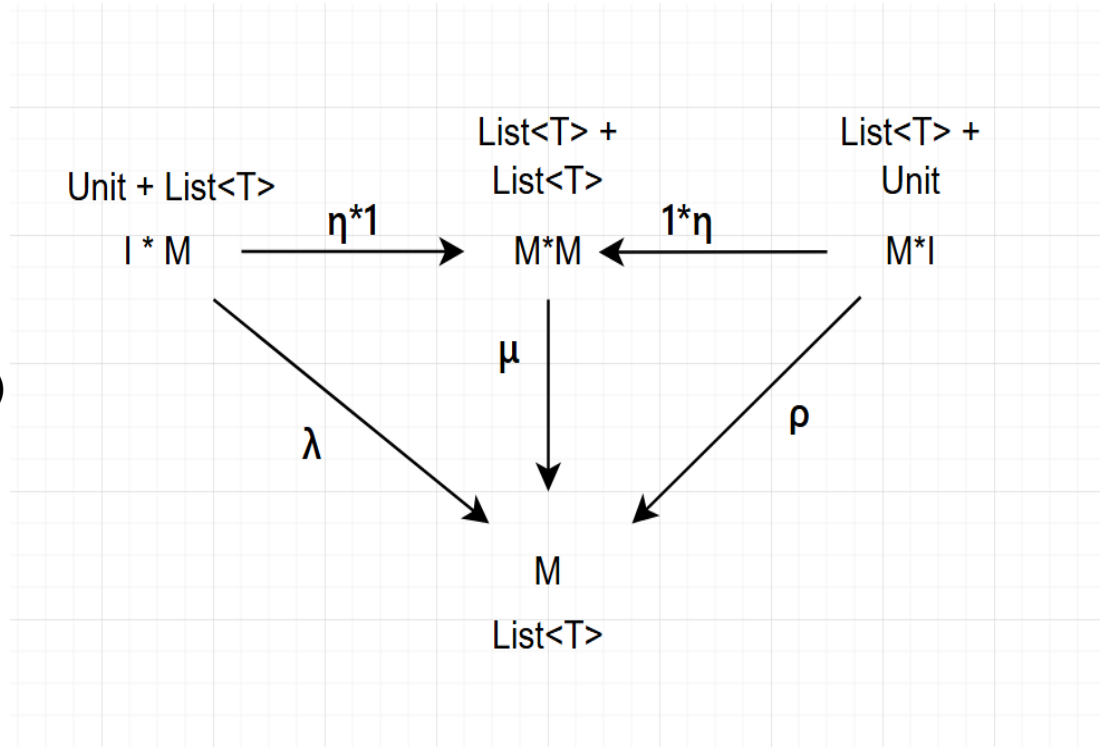 List<T> +
List<T>
List<T> +
Unit
Unit + List<T>
η*1
1*η
I * M
M*M
M*I
μ
λ
ρ
M
List<T>
)